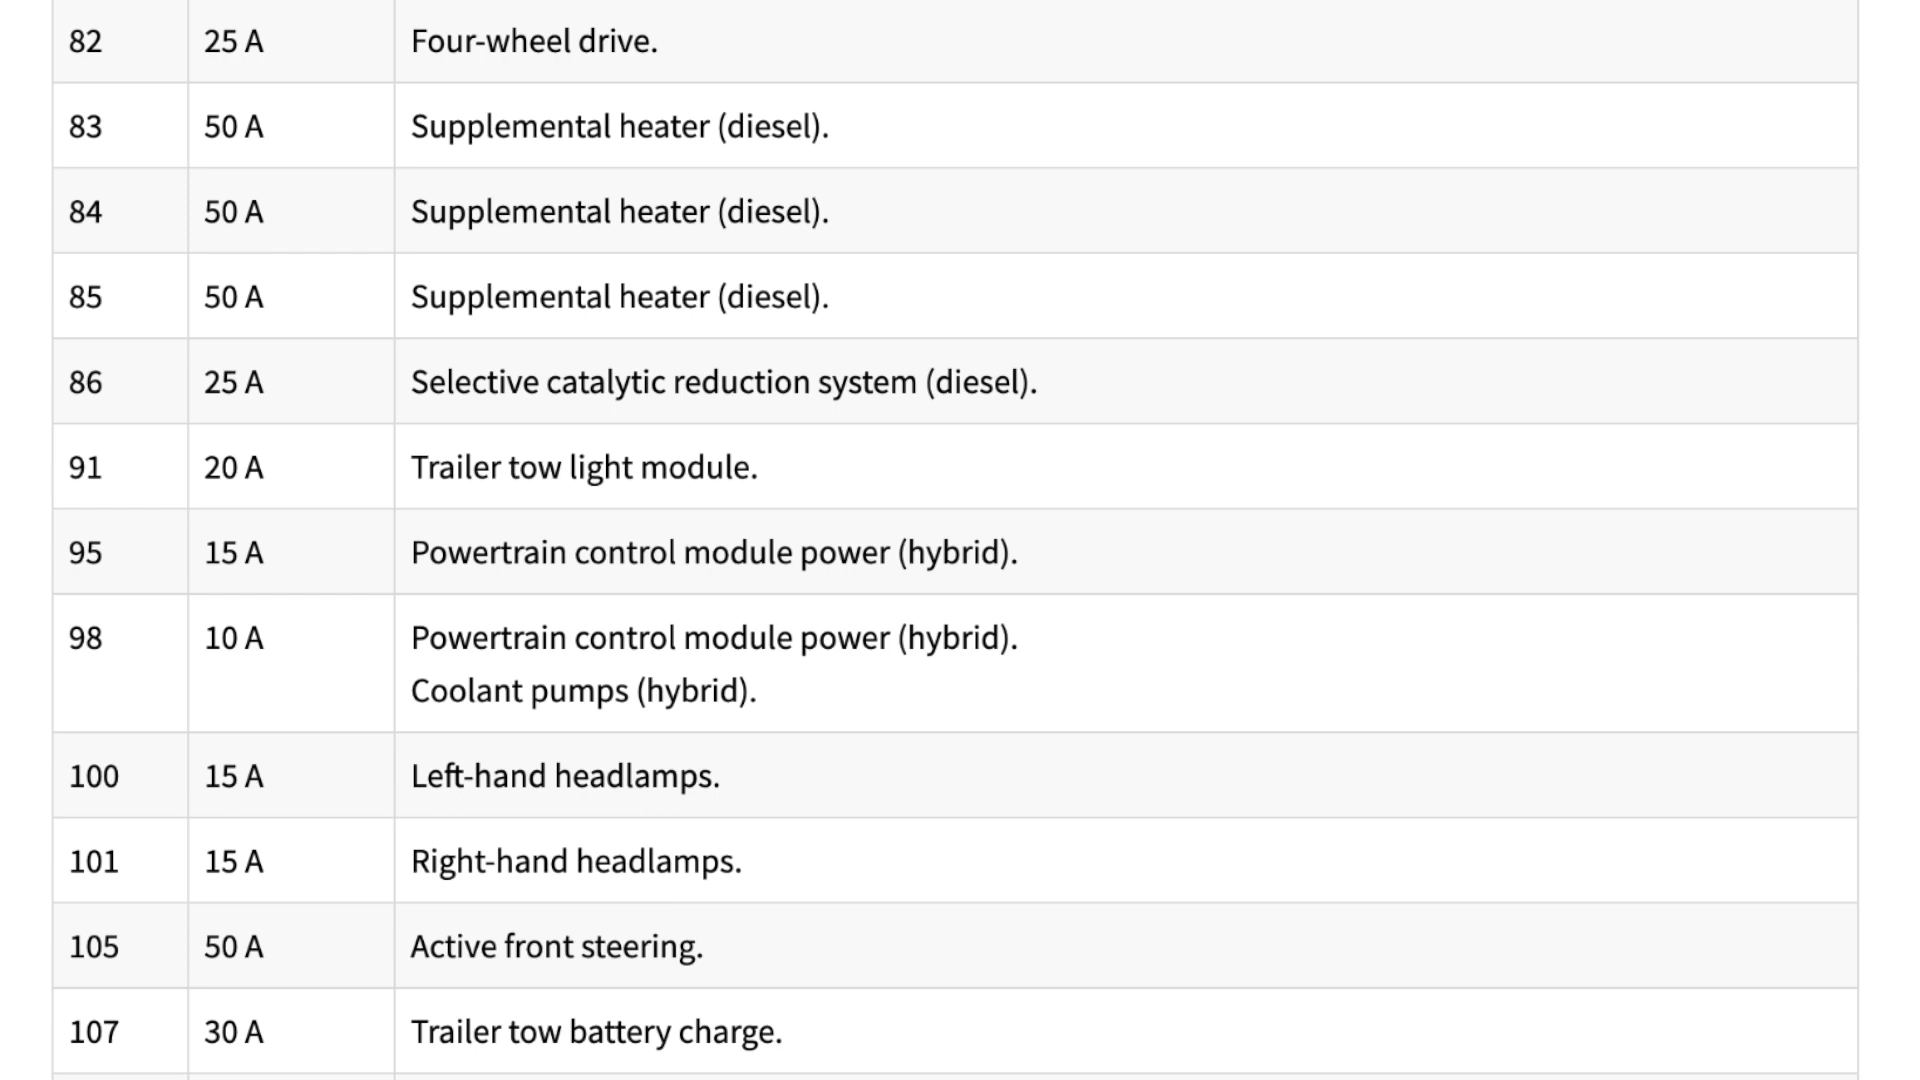 82 25 A Four-wheel drive.
83 50 A Supplemental heater (diesel).
84 50 A Supplemental heater (diesel).
85 50 A Supplemental heater (diesel).
86 25 A Selective catalytic reduction system (diesel).
91 20 A Trailer tow light module.
95 15 A Powertrain control module power (hybrid).
98 10 A Powertrain control module power (hybrid).
Coolant pumps (hybrid).
100 15 A Left-hand headlamps.
101 15 A Right-hand headlamps.
105 50 A Active front steering.
107 30 A Trailer tow battery charge.